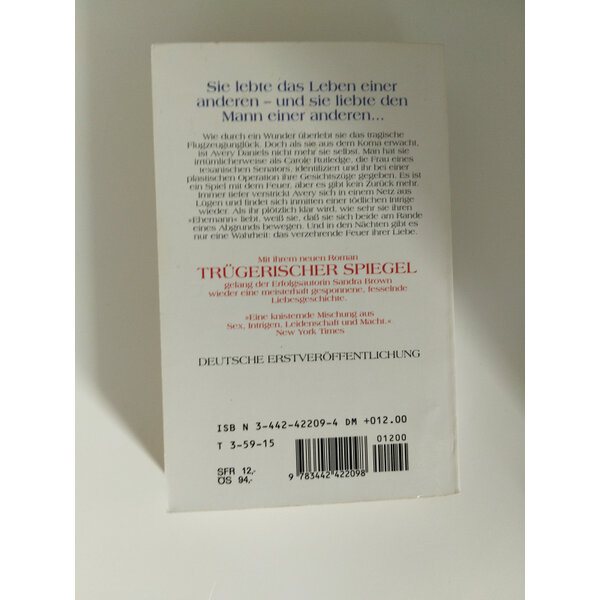 Sie lebte das Leben einer
anderen – und sie liebte den
Mann einer anderen...
Wie durch ein Wunder überlebt sie das tragische
Flugzeugunglück. Doch als sie aus dem Koma erwacht,
ist Avery Daniels nicht mehr sie selbst. Man hat sie
irrtümlicherweise als Carole Rutledge, die Frau eines
texanischen Senators, identifiziert und ihr bei einer
plastischen Operation ihre Gesichtszüge gegeben. Es ist
ein Spiel mit dem Feuer, aber es gibt kein Zurück mehr.
Immer tiefer verstrickt Avery sich in einem Netz aus
Lügen und findet sich inmitten einer tödlichen Intrige
wieder. Als ihr plötzlich klar wird, wie sehr sie ihren
»Ehemann« liebt, weiß sie, daß sie sich beide am Rande
eines Abgrunds bewegen. Und in den Nächten gibt es
nur eine Wahrheit: das verzehrende Feuer ihrer Liebe.
Mit ihrem neuen Roman
TRÜGERISCHER SPIEGEL
gelang der Erfolgsautorin Sandra Brown
wieder eine meisterhaft gesponnene, fesselnde
Liebesgeschichte.
»Eine knisternde Mischung aus
Sex, Intrigen, Leidenschaft und Macht.«
New York Times
DEUTSCHE ERSTVERÖFFENTLICHUNG
ISB N 3-442-42209-4 DM +012.00
T 3-59-15
01200
SFR 12,-
ÖS 94,-
9 783442 422098